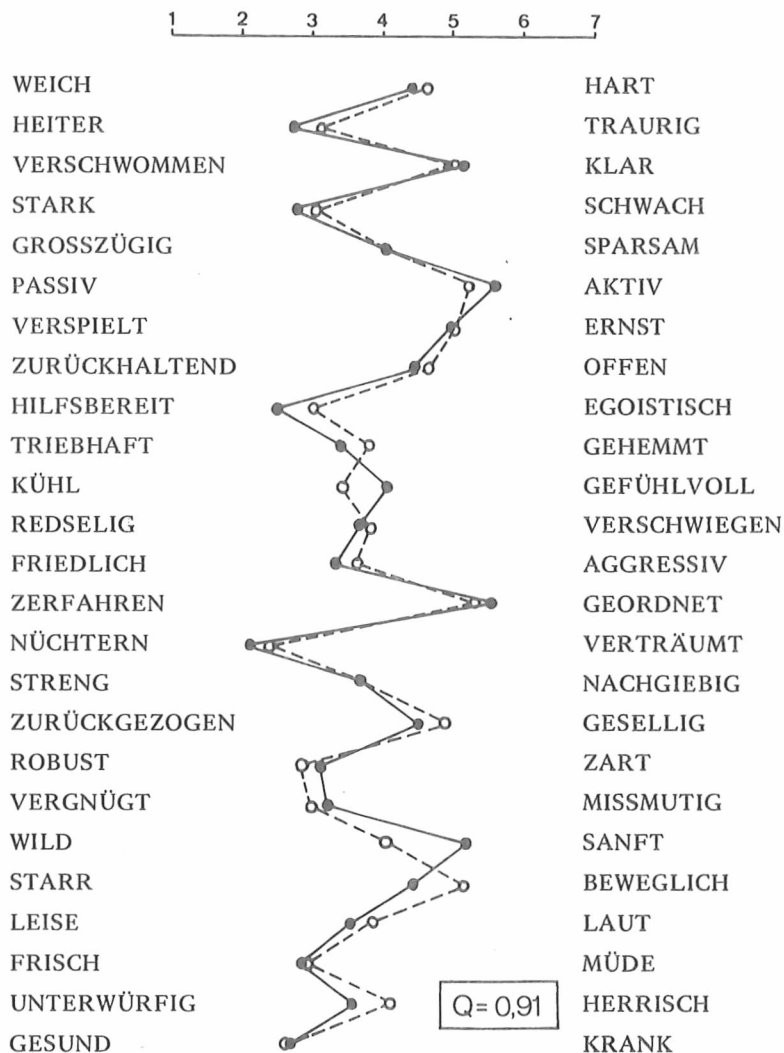 1 2 3 4 5 6 7
WEICH HART
HEITER TRAURIG
VERSCHWOMMEN KLAR
STARK SCHWACH
GROSSZÜGIG SPARSAM
PASSIV AKTIV
VERSPIELT ERNST
ZURÜCKHALTEND OFFEN
HILFSBEREIT EGOISTISCH
TRIEBHAFT GEHEMMT
KÜHL GEFÜHLVOLL
REDSELIG VERSCHWIEGEN
FRIEDLICH AGGRESSIV
ZERFAHREN GEORDNET
NÜCHTERN VERTRÄUMT
STRENG NACHGIEBIG
ZURÜCKGEZOGEN GESELLIG
ROBUST ZART
VERGNÜGT MISSMUTIG
WILD SANFT
STARR BEWEGLICH
LEISE LAUT
FRISCH MÜDE
UNTERWÜRFIG Q= 0,91 HERRISCH
GESUND KRANK